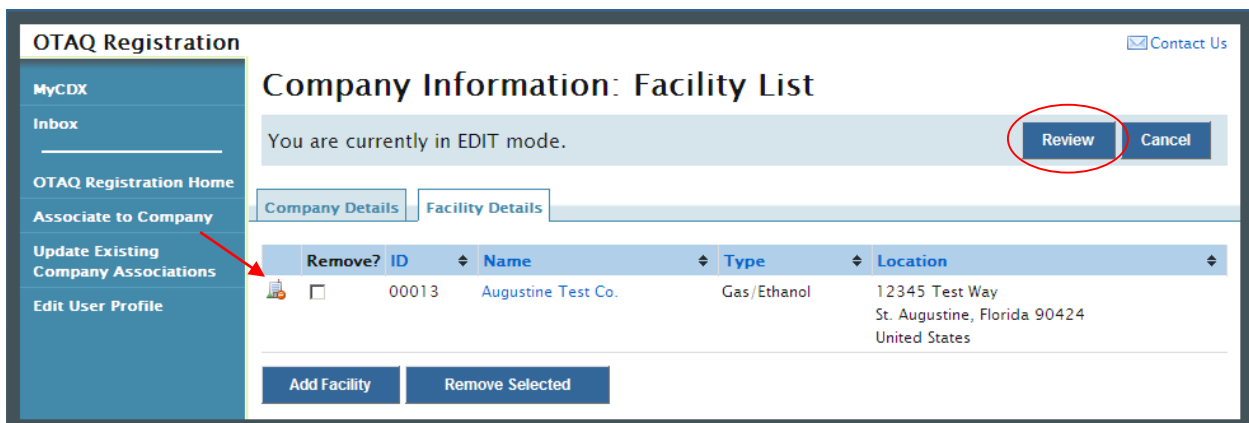 OTAQ Registration
Contact Us
MyCDX
Inbox
OTAQ Registration Home
Associate to Company
Update Existing
Company Associations
Edit User Profile
Company Information: Facility List
You are currently in EDIT mode.
Review
Cancel
Company Details
Facility Details
Remove? ID Name Type Location
00013 Augustine Test Co. Gas/Ethanol 12345 Test Way
St. Augustine, Florida 90424
United States
Add Facility
Remove Selected